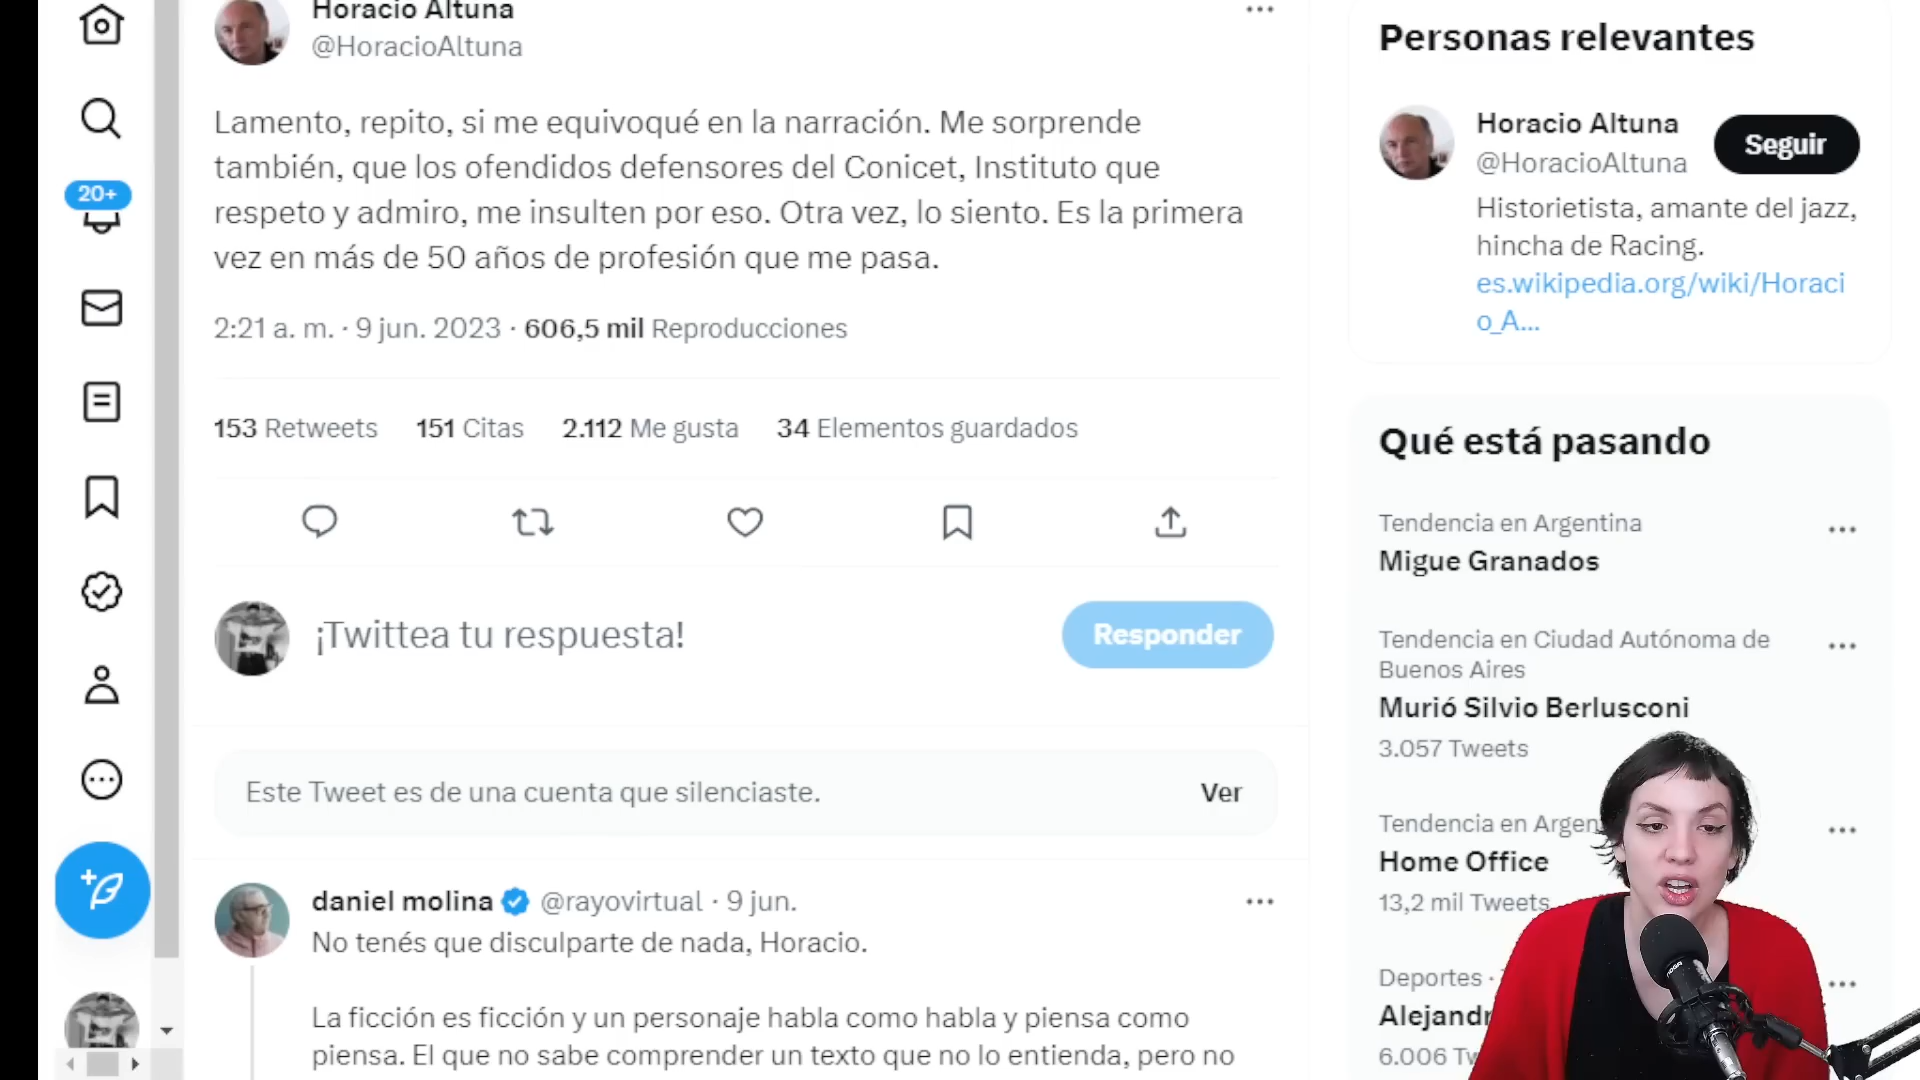 Horacio Altuna
@HoracioAltuna
Lamento, repito, si me equivoqué en la narración. Me sorprende
también, que los ofendidos defensores del Conicet, Instituto que
respeto y admiro, me insulten por eso. Otra vez, lo siento. Es la primera
vez en más de 50 años de profesión que me pasa.
2:21 a. m. · 9 jun. 2023 · 606,5 mil Reproducciones
153 Retweets 151 Citas 2.112 Me gusta 34 Elementos guardados
¡Twittea tu respuesta!
Responder
Este Tweet es de una cuenta que silenciaste.
Ver
daniel molina @rayovirtual · 9 jun.
No tenés que disculparte de nada, Horacio.
La ficción es ficción y un personaje habla como habla y piensa como
piensa. El que no sabe comprender un texto que no lo entienda, pero no
20+
Personas relevantes
Horacio Altuna
@HoracioAltuna
Seguir
Historietista, amante del jazz,
hincha de Racing.
es.wikipedia.org/wiki/Horaci
o_A...
Qué está pasando
Tendencia en Argentina
Migue Granados
Tendencia en Ciudad Autónoma de
Buenos Aires
Murió Silvio Berlusconi
3.057 Tweets
Tendencia en Argen
Home Office
13,2 mil Tweets
Deportes ·
Alejandr
6.006 Tw